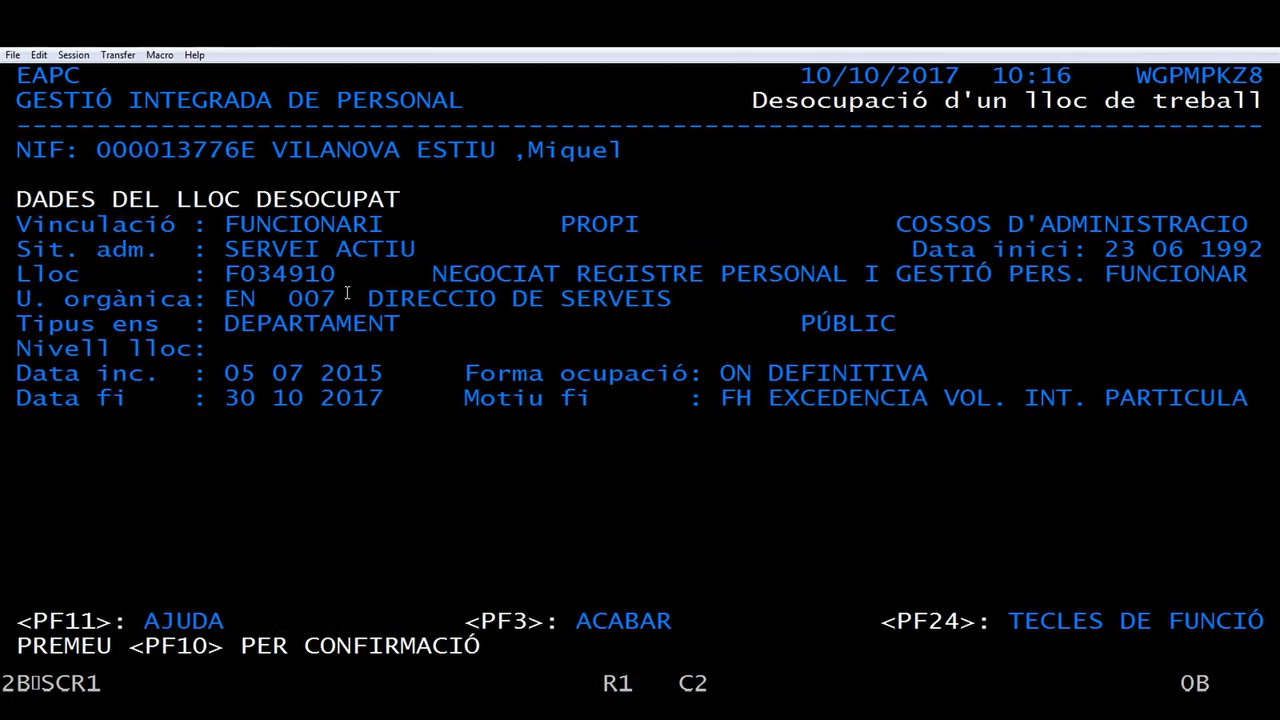 File Edit Session Transfer Macro Help
EAPC 10/10/2017 10:16 WGPMPKZ8
GESTIÓ INTEGRADA DE PERSONAL Desocupació d'un lloc de treball
------------------------------------------------------------------------------
NIF: 000013776E VILANOVA ESTIU ,Miquel
DADES DEL LLOC DESOCUPAT
Vinculació : FUNCIONARI PROPI COSSOS D'ADMINISTRACIO
Sit. adm. : SERVEI ACTIU Data inici: 23 06 1992
Lloc : F034910 NEGOCIAT REGISTRE PERSONAL I GESTIÓ PERS. FUNCIONAR
U. orgànica: EN 007 DIRECCIO DE SERVEIS
Tipus ens : DEPARTAMENT PÚBLIC
Nivell lloc:
Data inc. : 05 07 2015 Forma ocupació: ON DEFINITIVA
Data fi : 30 10 2017 Motiu fi : FH EXCEDENCIA VOL. INT. PARTICULA
<PF11>: AJUDA <PF3>: ACABAR <PF24>: TECLES DE FUNCIÓ
PREMEU <PF10> PER CONFIRMACIÓ
2B▯SCR1 R1 C2 0B